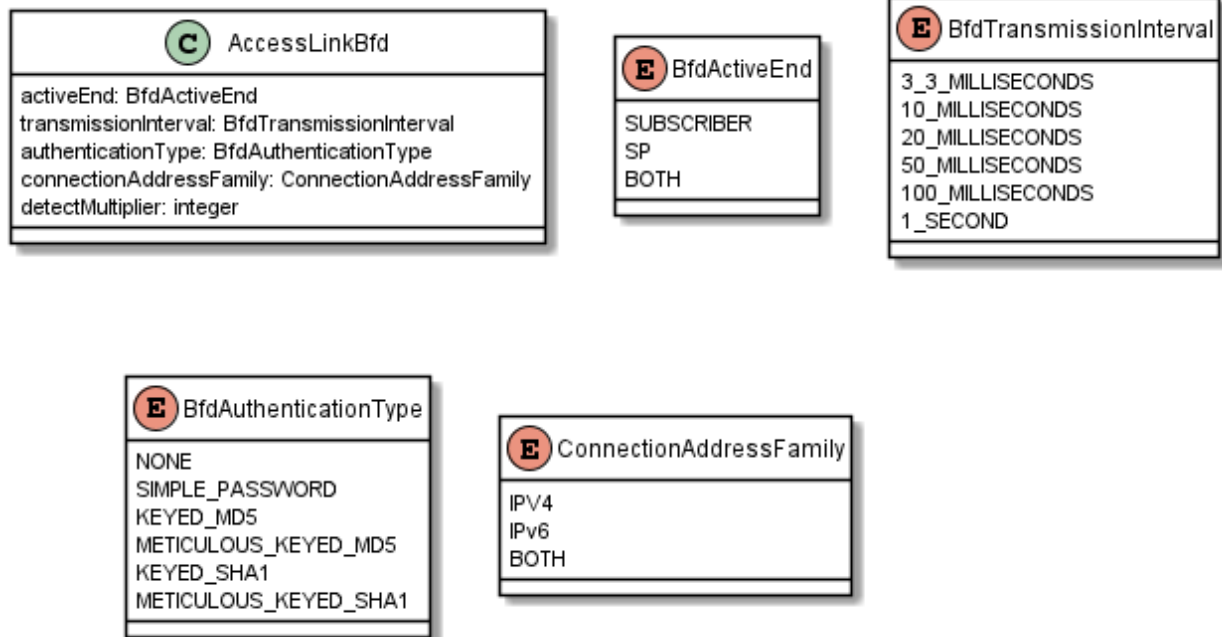 C AccessLinkBfd
activeEnd: BfdActiveEnd
transmissionInterval: BfdTransmissionInterval
authenticationType: BfdAuthenticationType
connectionAddressFamily: ConnectionAddressFamily
detectMultiplier: integer
E BfdActiveEnd
SUBSCRIBER
SP
BOTH
E BfdTransmissionInterval
3_3_MILLISECONDS
10_MILLISECONDS
20_MILLISECONDS
50_MILLISECONDS
100_MILLISECONDS
1_SECOND
E BfdAuthenticationType
NONE
SIMPLE_PASSWORD
KEYED_MD5
METICULOUS_KEYED_MD5
KEYED_SHA1
METICULOUS_KEYED_SHA1
E ConnectionAddressFamily
IPV4
IPv6
BOTH